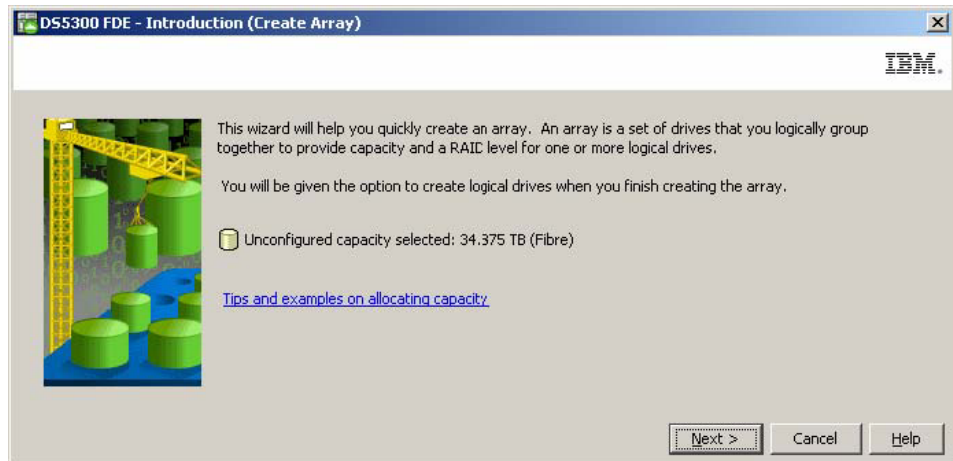 DS5300 FDE - Introduction (Create Array)
IBM.
This wizard will help you quickly create an array. An array is a set of drives that you logically group
together to provide capacity and a RAID level for one or more logical drives.
You will be given the option to create logical drives when you finish creating the array.
Unconfigured capacity selected: 34.375 TB (Fibre)
Tips and examples on allocating capacity
Next >
Cancel
Help